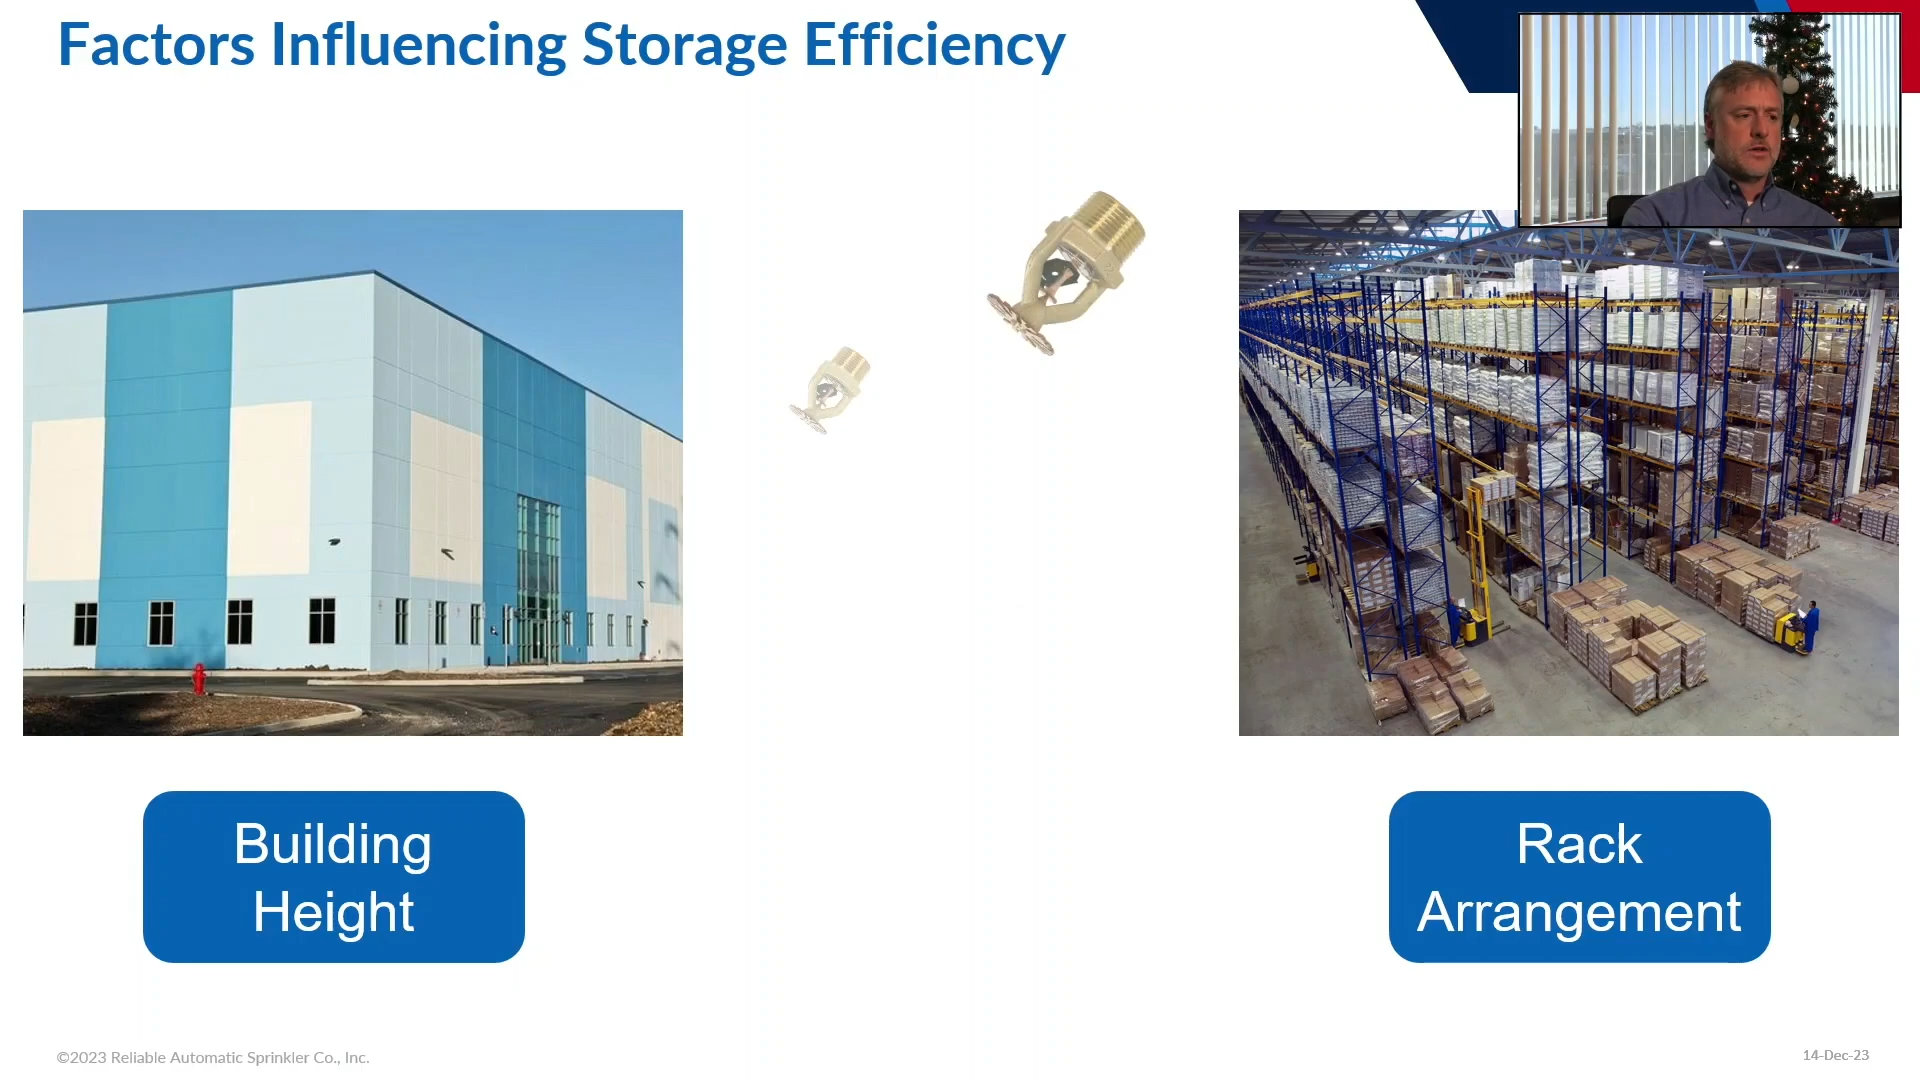 Factors Influencing Storage Efficiency
Building
Height
Rack
Arrangement
©2023 Reliable Automatic Sprinkler Co., Inc.
14-Dec-23